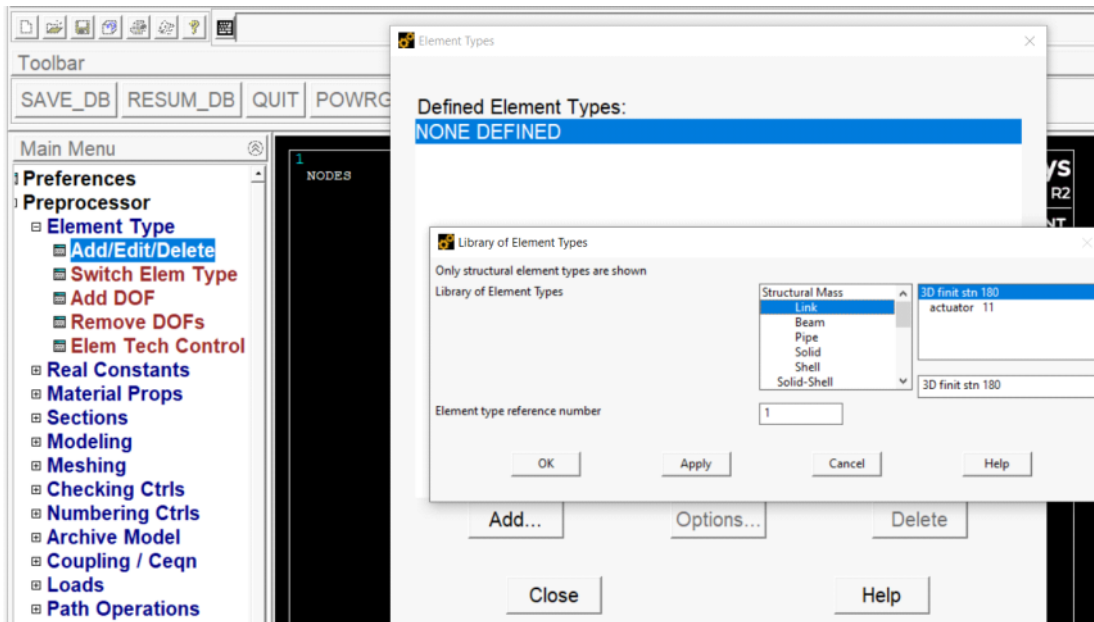 Element Types
Toolbar
SAVE_DB RESUM_DB QUIT POWRG
Main Menu
Preferences
Preprocessor
Element Type
Add/Edit/Delete
Switch Elem Type
Add DOF
Remove DOFs
Elem Tech Control
Real Constants
Material Props
Sections
Modeling
Meshing
Checking Ctrls
Numbering Ctrls
Archive Model
Coupling / Ceqn
Loads
Path Operations
1
NODES
Defined Element Types:
NONE DEFINED
Library of Element Types
Only structural element types are shown
Library of Element Types
Structural Mass
Link
Beam
Pipe
Solid
Shell
Solid-Shell
3D finit stn 180
actuator 11
3D finit stn 180
Element type reference number
1
OK Apply Cancel Help
Add... Options... Delete
Close Help
R2